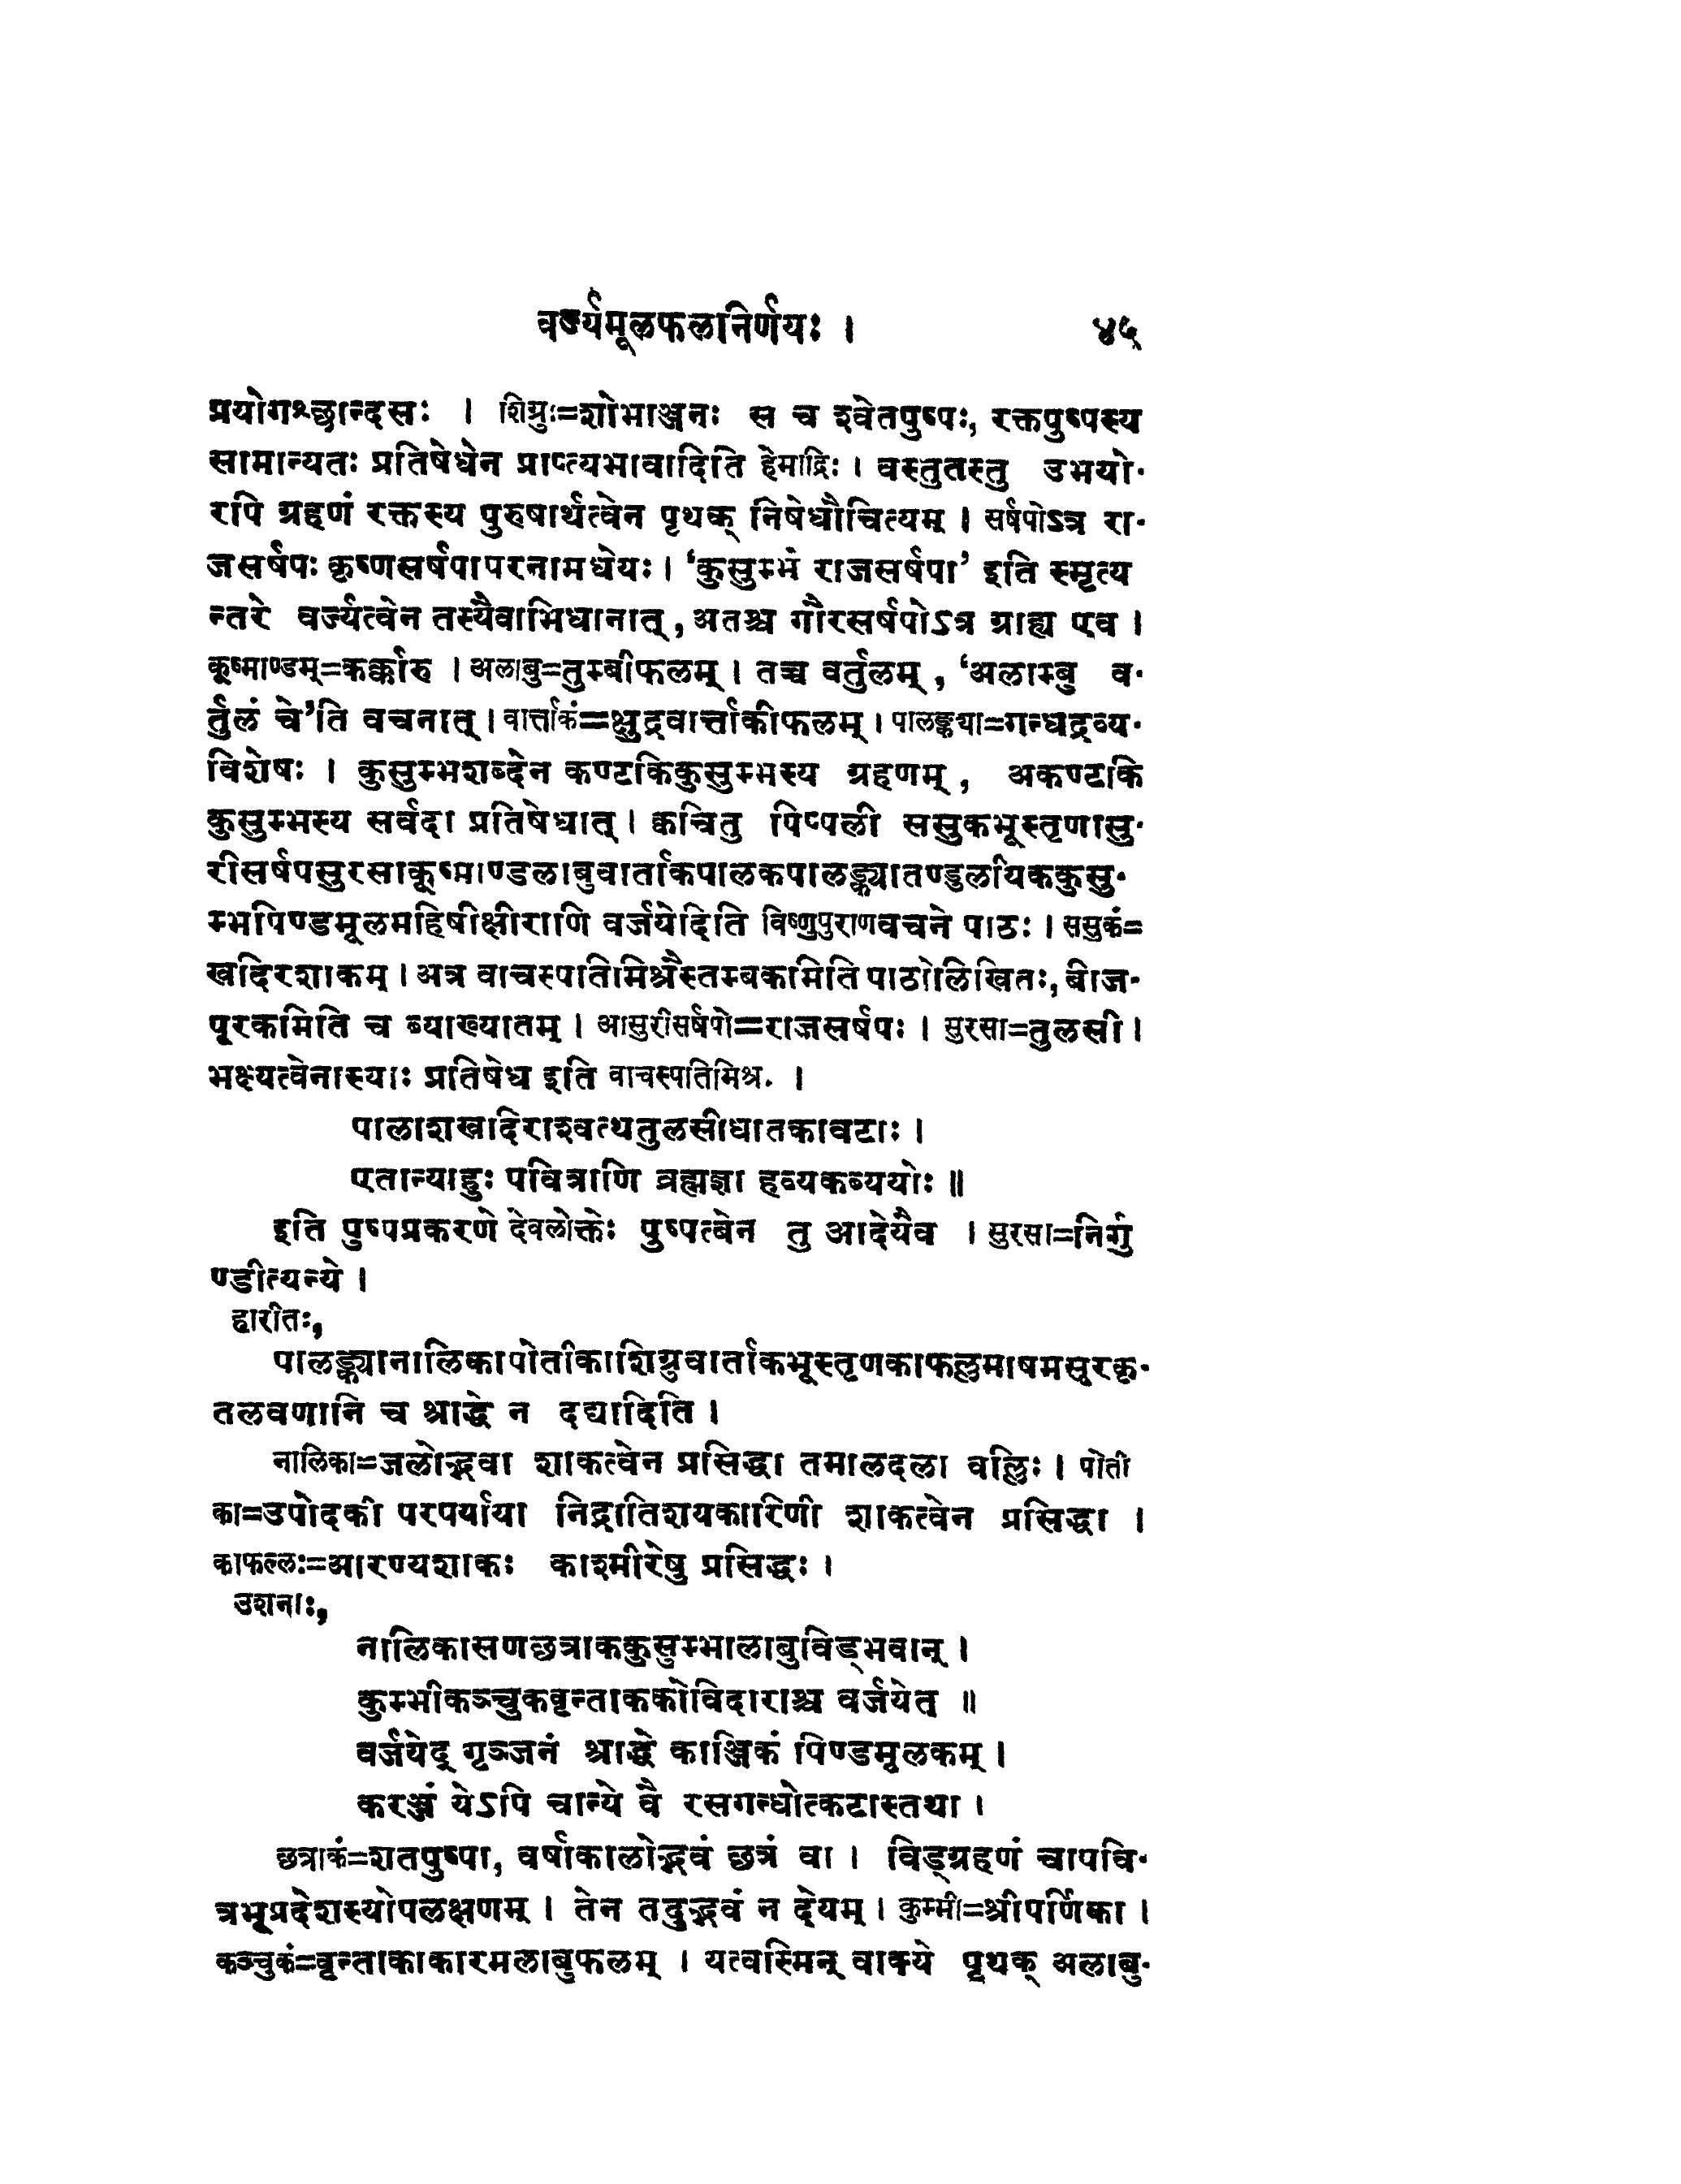 वर्ज्यमूलफलनिर्णयः । ४५
प्रयोगश्छान्दसः । शिग्रुः=शोभाञ्जनः स च श्वेतपुष्पः, रक्तपुष्पस्य
सामान्यतः प्रतिषेधेन प्राप्त्यभावादिति हेमाद्रिः । वस्तुतस्तु उभयो-
रपि ग्रहणं रक्तस्य पुरुषार्थत्वेन पृथक् निषेधौचित्यम् । सर्षपोऽत्र रा-
जसर्षपः कृष्णसर्षपापरनामधेयः । ‘कुसुम्भं राजसर्षपा’ इति स्मृत्य
न्तरे वर्ज्यत्वेन तस्यैवाभिधानात्, अतश्च गौरसर्षपोऽत्र ग्राह्य एव ।
कूष्माण्डम्=कर्कारु । अलाबु=तुम्बीफलम् । तच्च वर्तुलम्, ‘अलाम्बु व-
र्तुलं चे’ति वचनात् । वार्त्ताकं=क्षुद्रवार्त्ताकीफलम् । पालङ्कया=गन्धद्रव्य-
विशेषः । कुसुम्भशब्देन कण्टकिकुसुम्भस्य ग्रहणम्, अकण्टकि
कुसुम्भस्य सर्वदा प्रतिषेधात् । क्वचितु पिप्पली ससुकभूस्तृणासु-
रीसर्षपसुरसाकूष्माण्डलाबुवार्ताकपालकपालङ्क्यातण्डुलयिककुसु-
म्भपिण्डमूलमहिषीक्षीराणि वर्जयेदिति विष्णुपुराणवचने पाठः । ससुकं=
खदिरशाकम् । अत्र वाचस्पतिमिश्रैस्तम्बकमिति पाठोलिखितः, बीज-
पूरकमिति च व्याख्यातम् । आसुरीसर्षपो=राजसर्षपः । सुरसा=तुलसी ।
भक्ष्यत्वेनास्याः प्रतिषेध इति वाचस्पतिमिश्र. ।
पालाशखदिराश्वत्थतुलसीधातकीवटाः ।
एतान्याहुः पवित्राणि ब्रह्मज्ञा हव्यकव्ययोः ॥
इति पुष्पप्रकरणे देवलोक्तेः पुष्पत्वेन तु आदेयैव । सुरसा=निर्गु
ण्डीत्यन्ये ।
हारीतः,
पालङ्क्यानालिकापोतीकाशिग्रुवार्ताकभूस्तृणकाफल्लमाषमसूरकृ-
तलवणानि च श्राद्धे न दद्यादिति ।
नालिका=जलोद्भवा शाकत्वेन प्रसिद्धा तमालदला वल्लिः । पोती
का=उपोदकी परपर्याया निद्रातिशयकारिणी शाकत्वेन प्रसिद्धा ।
काफल्लः=आरण्यशाकः काश्मीरेषु प्रसिद्धः ।
उशनाः,
नालिकासणछत्राककुसुम्भालाबुविड्भवान् ।
कुम्भीकञ्चुकवृन्ताककोविदाराश्च वर्जयेत् ॥
वर्जयेद् गृञ्जनं श्राद्धे काञ्जिकं पिण्डमूलकम् ।
करञ्जं येऽपि चान्ये वै रसगन्धोत्कटास्तथा ।
छत्राकं=शतपुष्पा, वर्षाकालोद्भवं छत्रं वा । विड्ग्रहणं चापवि-
त्रभूप्रदेशस्योपलक्षणम् । तेन तदुद्भवं न देयम् । कुम्भी=श्रीपर्णिका ।
कञ्चुकं=वृन्ताकाकारमलाबुफलम् । यत्वस्मिन् वाक्ये पृथक् अलाबु-